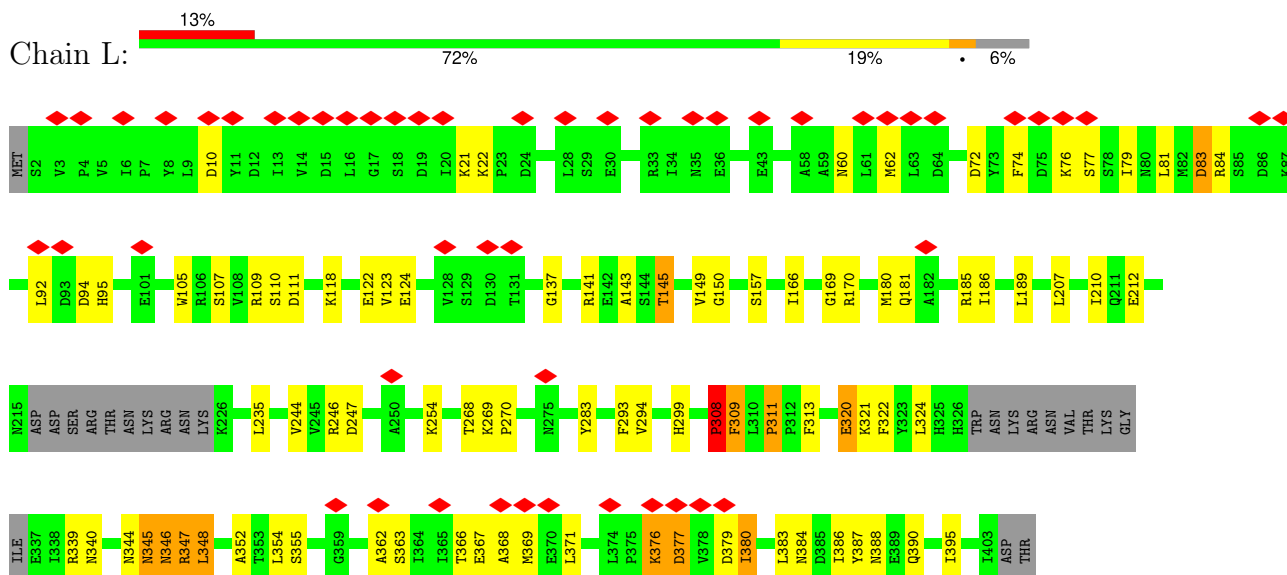 13%
Chain L:
72% 19% • 6%
MET S2 V3 P4 V5 I6 P7 Y8 L9 D10 Y11 D12 I13 V14 D15 L16 G17 S18 D19 I20 K21 K22 P23 D24 L28 S29 E30 R33 I34 N35 E36 E43 A58 A59 N60 L61 M62 L63 D64 D72 Y73 F74 D75 K76 S77 S78 I79 N80 L81 M82 D83 R84 S85 D86 K87
L92 D93 D94 H95 E101 W105 R106 S107 V108 R109 S110 D111 K118 E122 V123 E124 V128 S129 D130 T131 G137 R141 E142 A143 S144 T145 V149 G150 S157 I166 G169 R170 M180 Q181 A182 R185 I186 L189 L207 I210 Q211 E212
N215 ASP ASP SER ARG THR ASN LYS ARG ASN LYS K226 L235 V244 V245 R246 D247 A250 K254 T268 K269 P270 N275 Y283 F293 V294 H299 P308 F309 L310 P311 P312 F313 E320 K321 F322 Y323 L324 H325 H326 TRP ASN LYS ARG ASN VAL THR LYS GLY
ILE E337 I338 R339 N340 N344 N345 N346 R347 L348 A352 T353 L354 S355 G359 A362 S363 I364 I365 T366 E367 A368 M369 E370 L371 L374 P375 K376 D377 V378 D379 I380 L383 N384 D385 I386 Y387 N388 E389 Q390 I395 I403 ASP THR